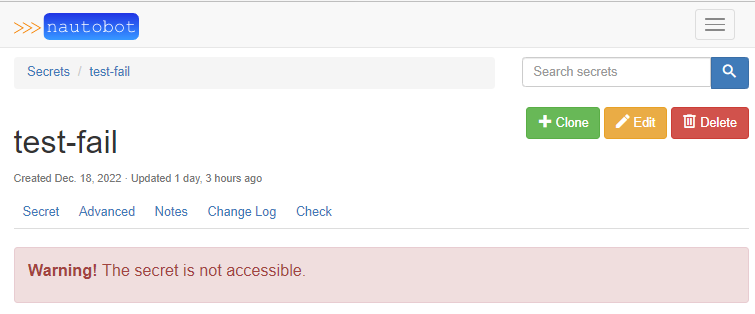 >>> nautobot
Secrets / test-fail
Search secrets
Clone Edit Delete
test-fail
Created Dec. 18, 2022 · Updated 1 day, 3 hours ago
Secret Advanced Notes Change Log Check
Warning! The secret is not accessible.